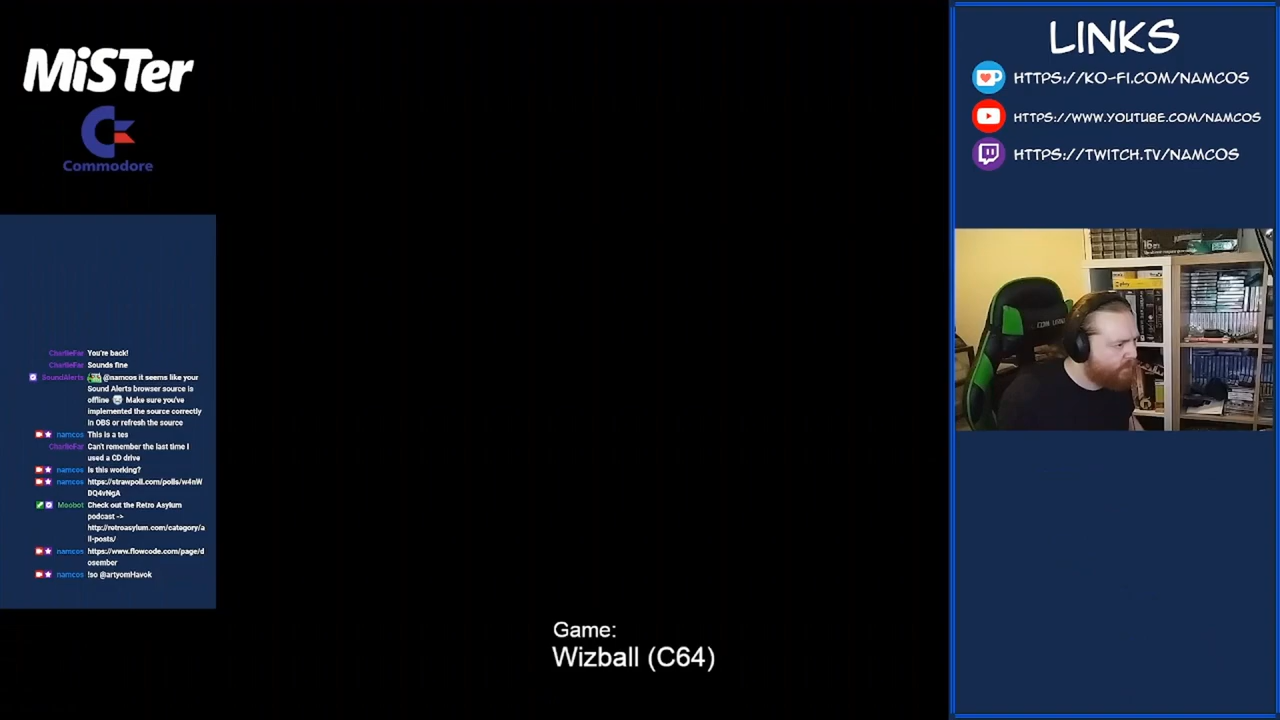 MiSTer
Commodore
CharlieFar You're back!
CharlieFar Sounds fine
SoundAlerts @namcos it seems like your
Sound Alerts browser source is
offline Make sure you've
implemented the source correctly
in OBS or refresh the source
namcos This is a tes
CharlieFar Can't remember the last time I
used a CD drive
namcos Is this working?
namcos https://strawpoll.com/polls/w4nW
DQ4vNgA
Moobot Check out the Retro Asylum
podcast ->
http://retroasylum.com/category/a
ll-posts/
namcos https://www.flowcode.com/page/d
osember
namcos !so @artyomHavok
Game:
Wizball (C64)
LINKS
HTTPS://KO-FI.COM/NAMCOS
HTTPS://WWW.YOUTUBE.COM/NAMCOS
HTTPS://TWITCH.TV/NAMCOS